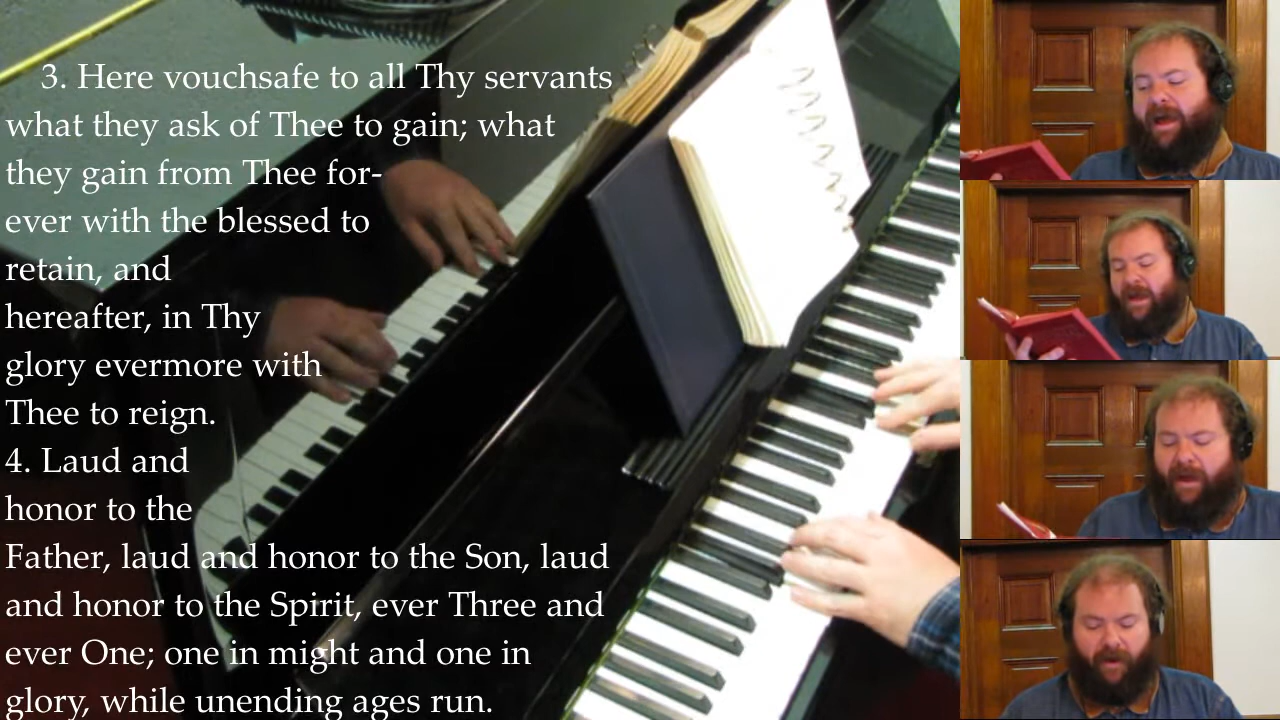 3. Here vouchsafe to all Thy servants
what they ask of Thee to gain; what
they gain from Thee for-
ever with the blessed to
retain, and
hereafter, in Thy
glory evermore with
Thee to reign.
4. Laud and
honor to the
Father, laud and honor to the Son, laud
and honor to the Spirit, ever Three and
ever One; one in might and one in
glory, while unending ages run.